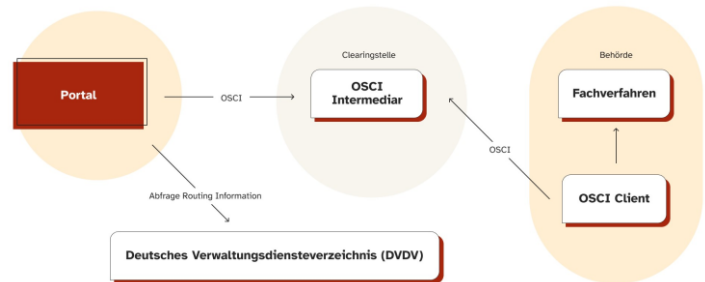 Clearingstelle
Behörde
Portal
OSCI
OSCI
Intermediar
Fachverfahren
OSCI
Abfrage Routing Information
OSCI Client
Deutsches Verwaltungsdiensteverzeichnis (DVDV)